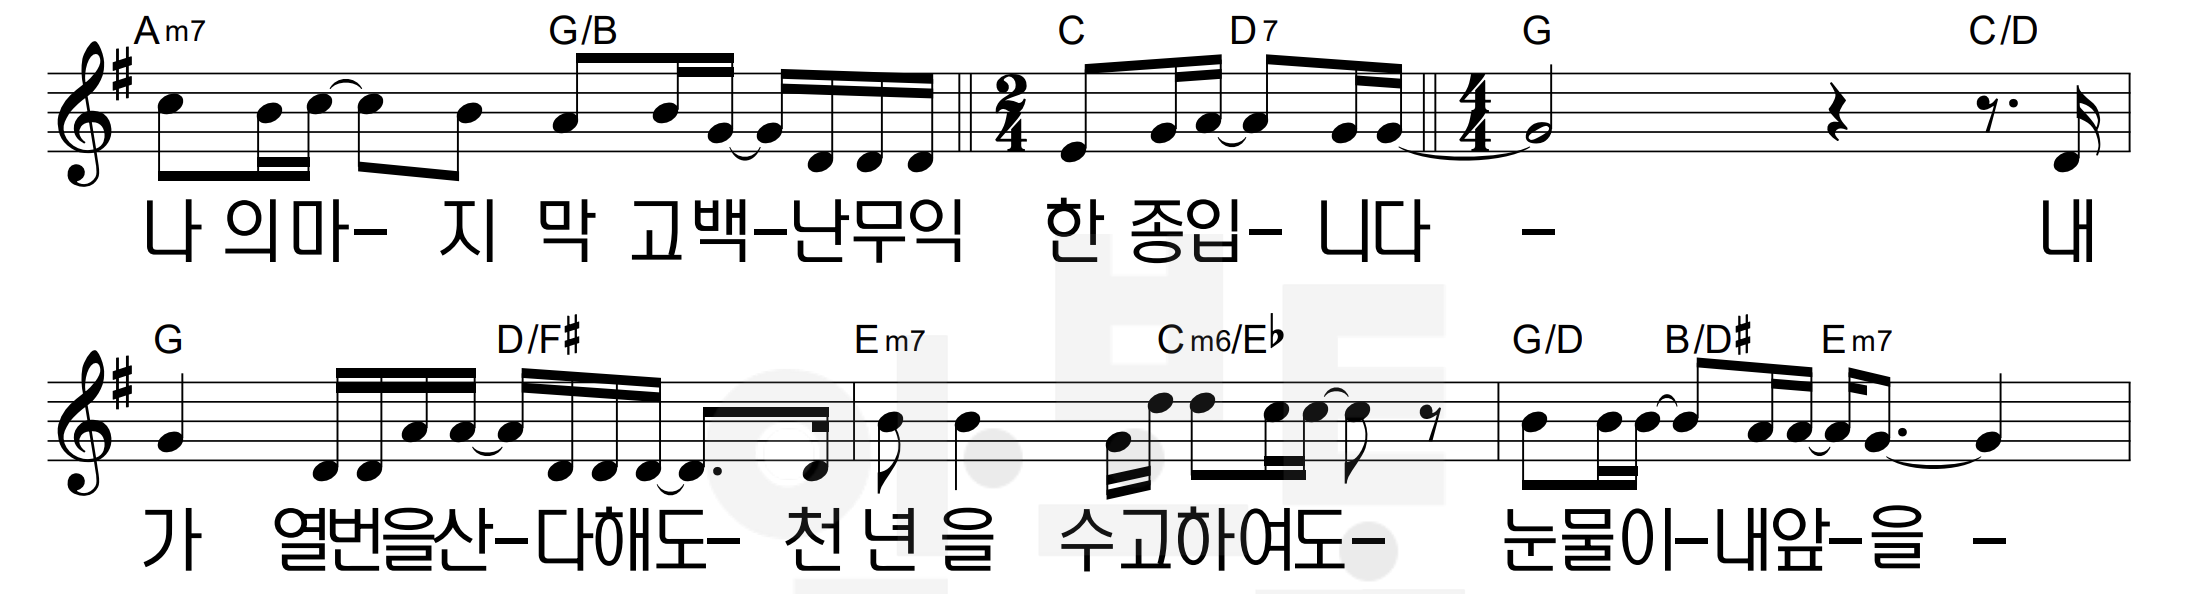 Am7 G/B C D7 G C/D
2 4 4 4
나 의마- 지 막 고백-난무익 한 종입- 니다 - 내
G D/F♯ Em7 Cm6/E♭ G/D B/D♯ Em7
가 열번을산-다해도- 천 년 을 수고하여도- 눈물이-내앞-을 -